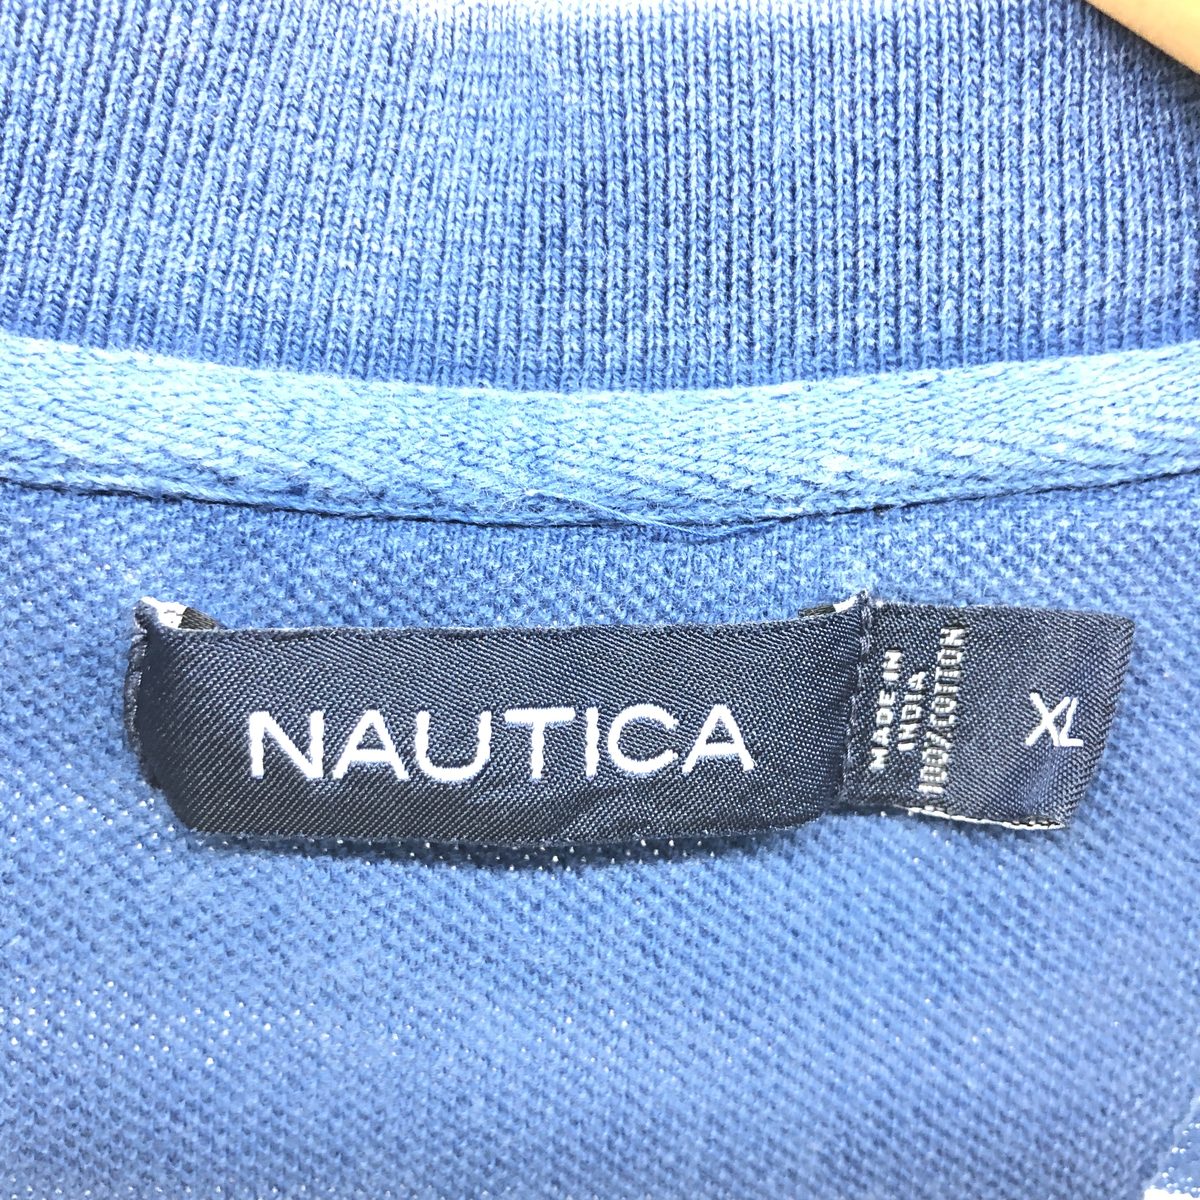 NAUTICA
MADE IN
INDIA
100% COTTON
XL